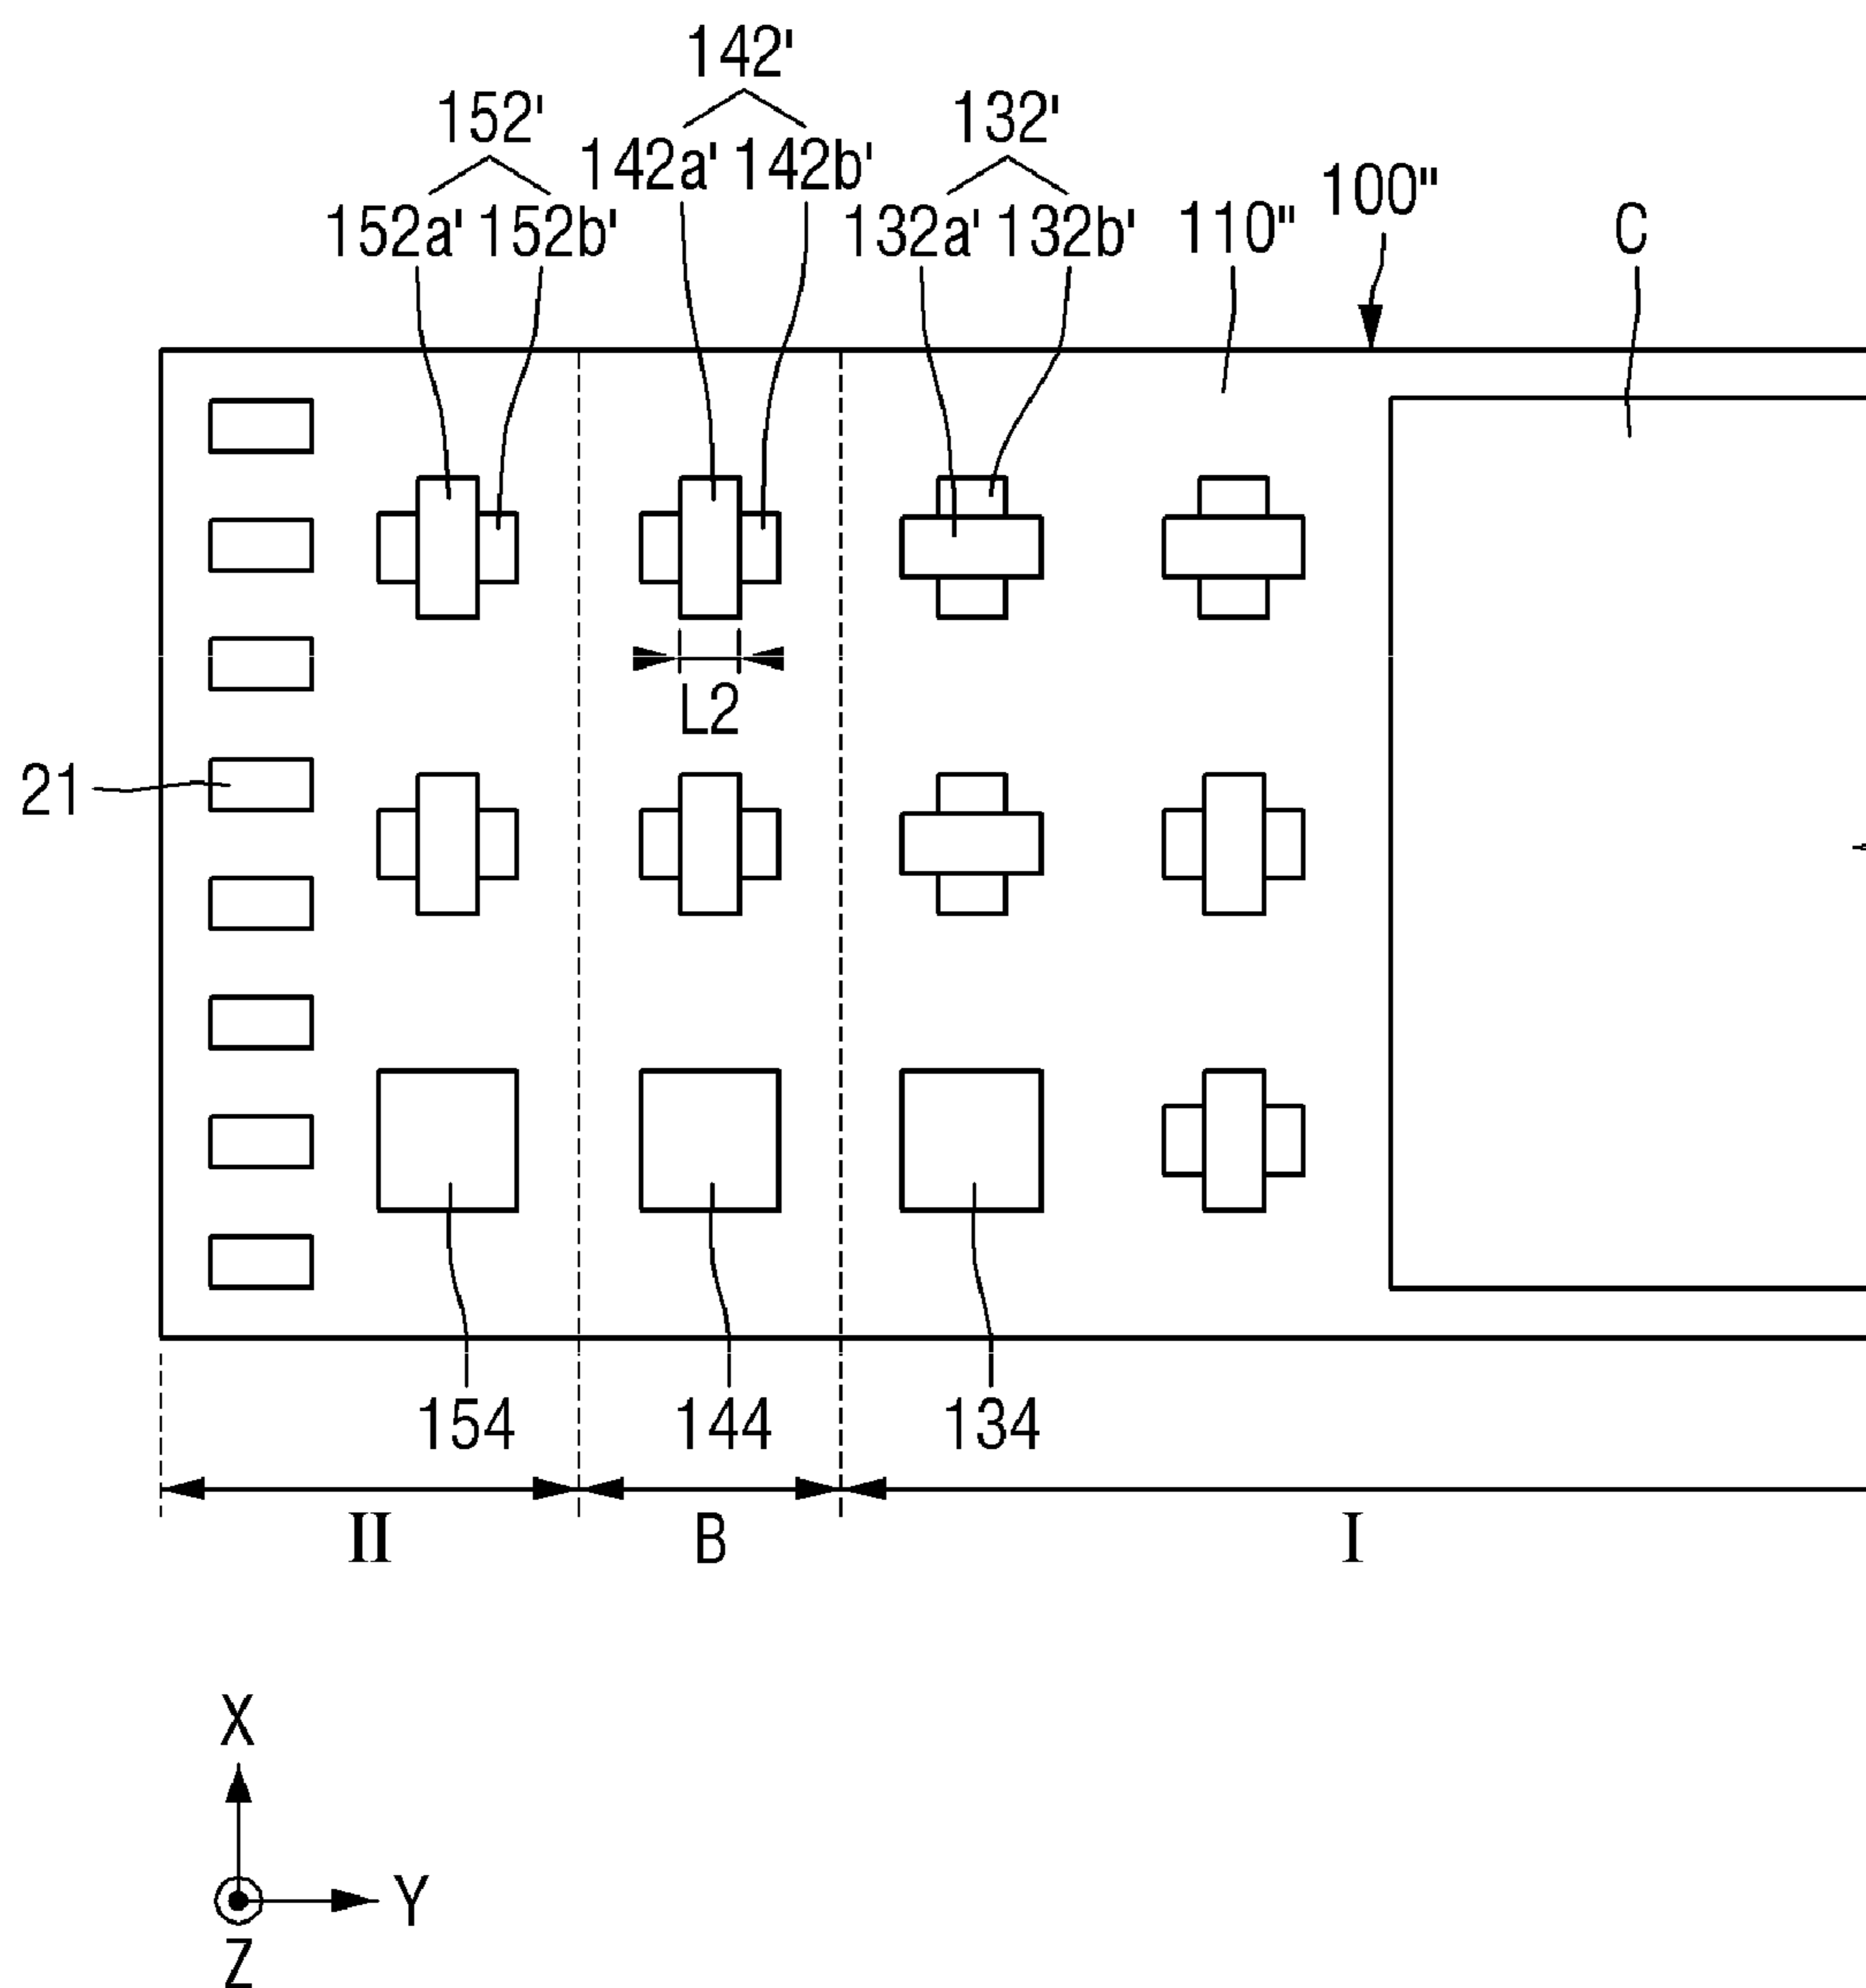 142'
152'
132'
142a' 142b'
100"
152a' 152b'
132a' 132b'
110"
C
L2
21
154
144
134
II
B
I
X
Y
Z